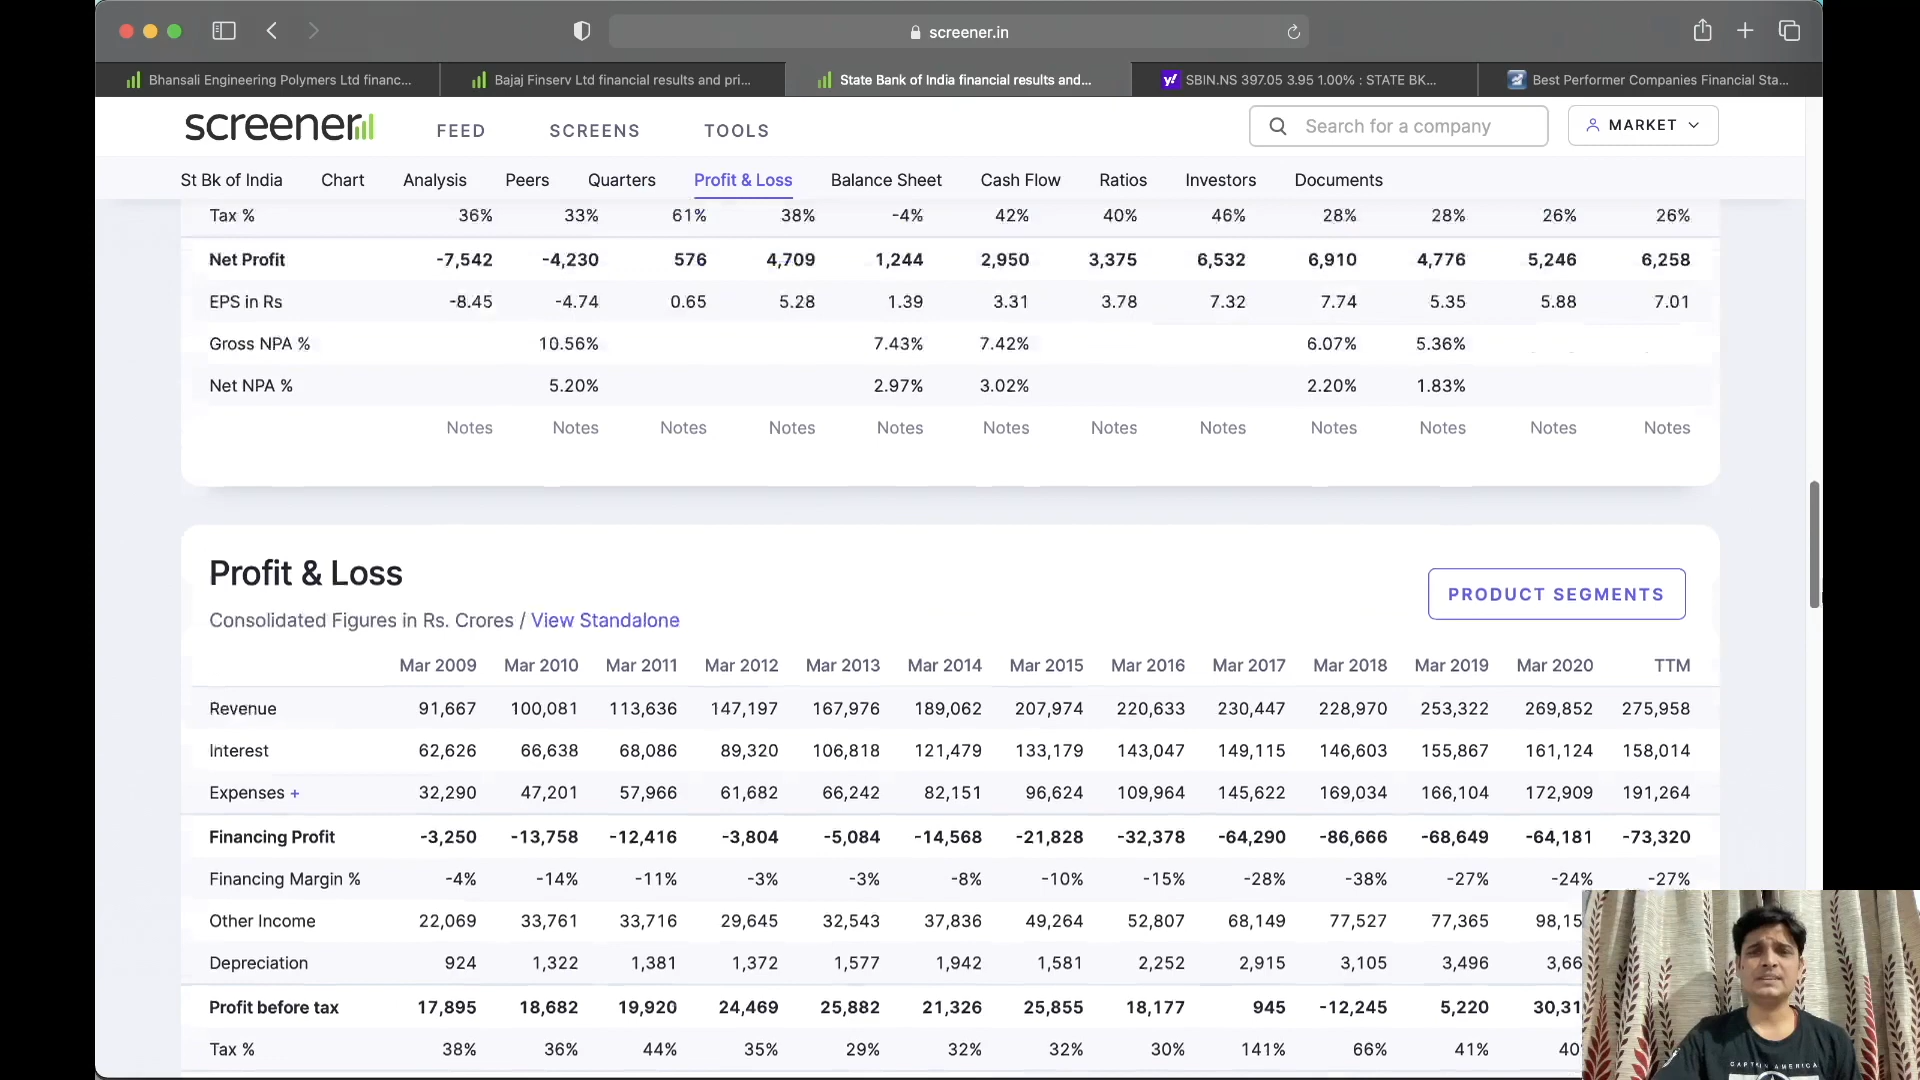 screener.in
Bhansali Engineering Polymers Ltd financ... Bajaj Finserv Ltd financial results and pri... State Bank of India financial results and... SBIN.NS 397.05 3.95 1.00% : STATE BK... Best Performer Companies Financial Sta...
screener FEED SCREENS TOOLS Search for a company MARKET
St Bk of India Chart Analysis Peers Quarters Profit & Loss Balance Sheet Cash Flow Ratios Investors Documents
Tax % 36% 33% 61% 38% -4% 42% 40% 46% 28% 28% 26% 26%
Net Profit -7,542 -4,230 576 4,709 1,244 2,950 3,375 6,532 6,910 4,776 5,246 6,258
EPS in Rs -8.45 -4.74 0.65 5.28 1.39 3.31 3.78 7.32 7.74 5.35 5.88 7.01
Gross NPA % 10.56% 7.43% 7.42% 6.07% 5.36%
Net NPA % 5.20% 2.97% 3.02% 2.20% 1.83%
Notes Notes Notes Notes Notes Notes Notes Notes Notes Notes Notes Notes
Profit & Loss
PRODUCT SEGMENTS
Consolidated Figures in Rs. Crores / View Standalone
Mar 2009 Mar 2010 Mar 2011 Mar 2012 Mar 2013 Mar 2014 Mar 2015 Mar 2016 Mar 2017 Mar 2018 Mar 2019 Mar 2020 TTM
Revenue 91,667 100,081 113,636 147,197 167,976 189,062 207,974 220,633 230,447 228,970 253,322 269,852 275,958
Interest 62,626 66,638 68,086 89,320 106,818 121,479 133,179 143,047 149,115 146,603 155,867 161,124 158,014
Expenses + 32,290 47,201 57,966 61,682 66,242 82,151 96,624 109,964 145,622 169,034 166,104 172,909 191,264
Financing Profit -3,250 -13,758 -12,416 -3,804 -5,084 -14,568 -21,828 -32,378 -64,290 -86,666 -68,649 -64,181 -73,320
Financing Margin % -4% -14% -11% -3% -3% -8% -10% -15% -28% -38% -27% -24% -27%
Other Income 22,069 33,761 33,716 29,645 32,543 37,836 49,264 52,807 68,149 77,527 77,365 98,15
Depreciation 924 1,322 1,381 1,372 1,577 1,942 1,581 2,252 2,915 3,105 3,496 3,66
Profit before tax 17,895 18,682 19,920 24,469 25,882 21,326 25,855 18,177 945 -12,245 5,220 30,31
Tax % 38% 36% 44% 35% 29% 32% 32% 30% 141% 66% 41% 40
CAPTAIN AMERICA